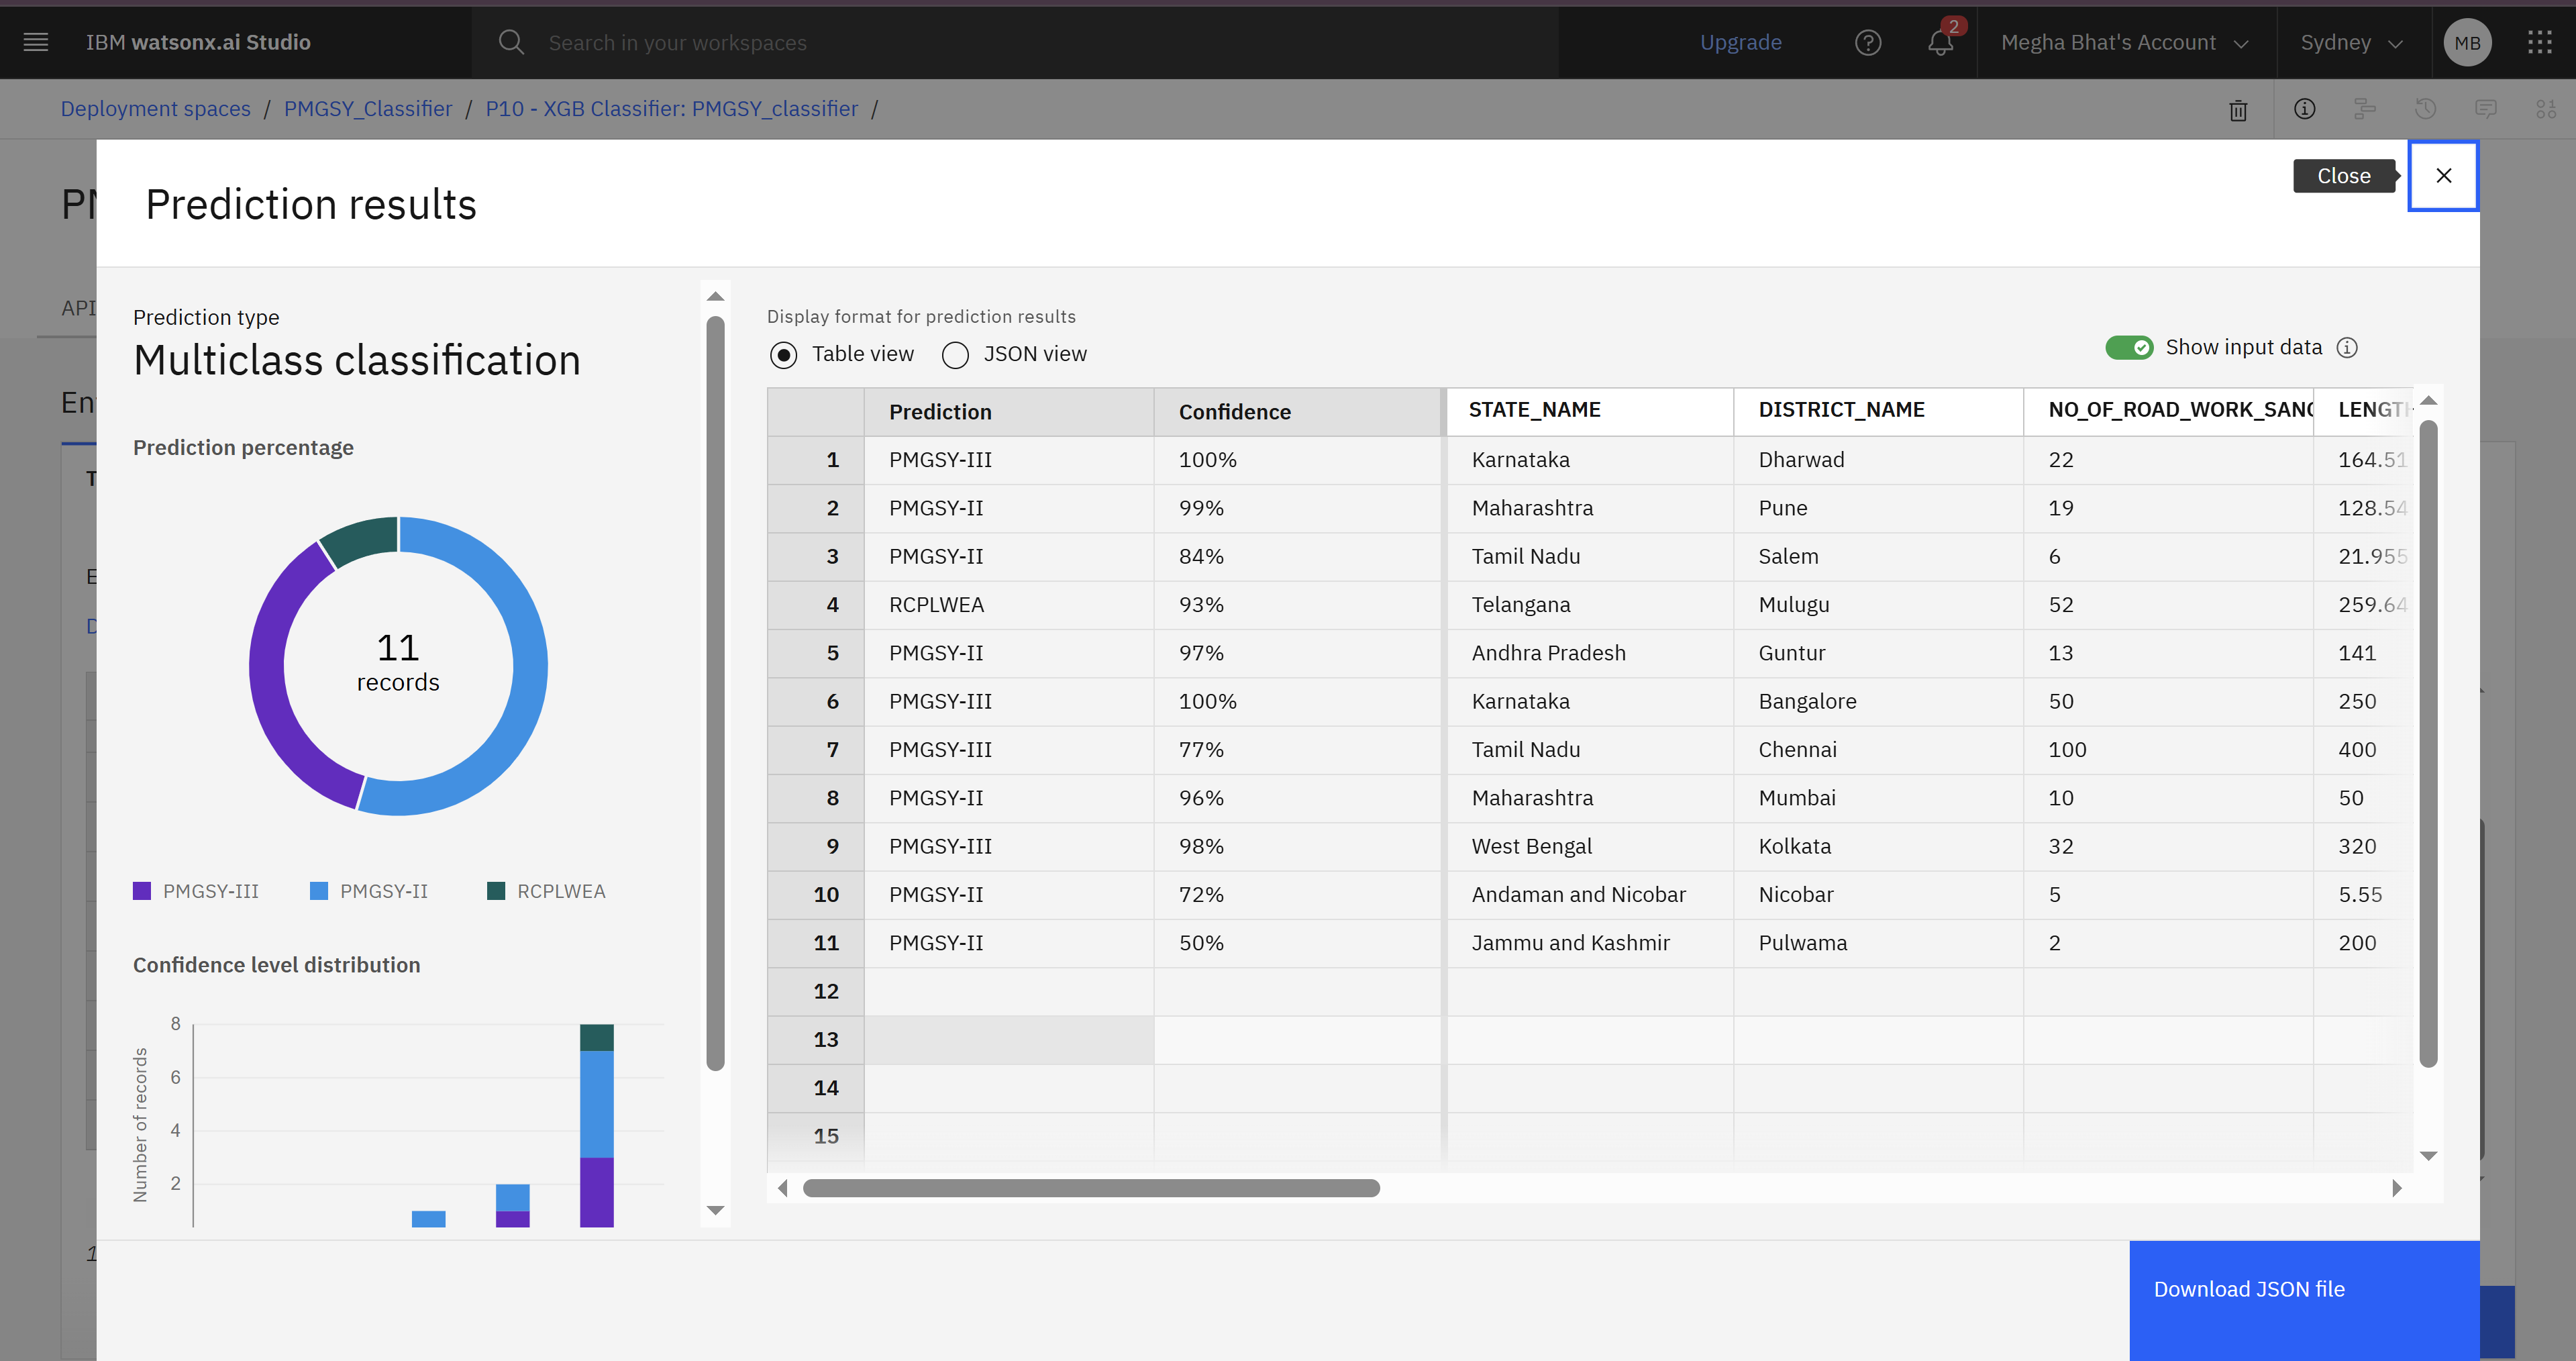 IBM watsonx.ai Studio
Search in your workspaces
Upgrade
2
Megha Bhat's Account
Sydney
MB
Deployment spaces / PMGSY_Classifier / P10 - XGB Classifier: PMGSY_classifier /
Prediction results
Close
API
Prediction type
Multiclass classification
Prediction percentage
11
records
PMGSY-III PMGSY-II RCPLWEA
Confidence level distribution
Number of records
8
6
4
2
Display format for prediction results
Table view JSON view
Show input data
Prediction Confidence STATE_NAME DISTRICT_NAME NO_OF_ROAD_WORK_SANC LENGTH
1 PMGSY-III 100% Karnataka Dharwad 22 164.51
2 PMGSY-II 99% Maharashtra Pune 19 128.54
3 PMGSY-II 84% Tamil Nadu Salem 6 21.955
4 RCPLWEA 93% Telangana Mulugu 52 259.64
5 PMGSY-II 97% Andhra Pradesh Guntur 13 141
6 PMGSY-III 100% Karnataka Bangalore 50 250
7 PMGSY-III 77% Tamil Nadu Chennai 100 400
8 PMGSY-II 96% Maharashtra Mumbai 10 50
9 PMGSY-III 98% West Bengal Kolkata 32 320
10 PMGSY-II 72% Andaman and Nicobar Nicobar 5 5.55
11 PMGSY-II 50% Jammu and Kashmir Pulwama 2 200
12
13
14
15
Download JSON file